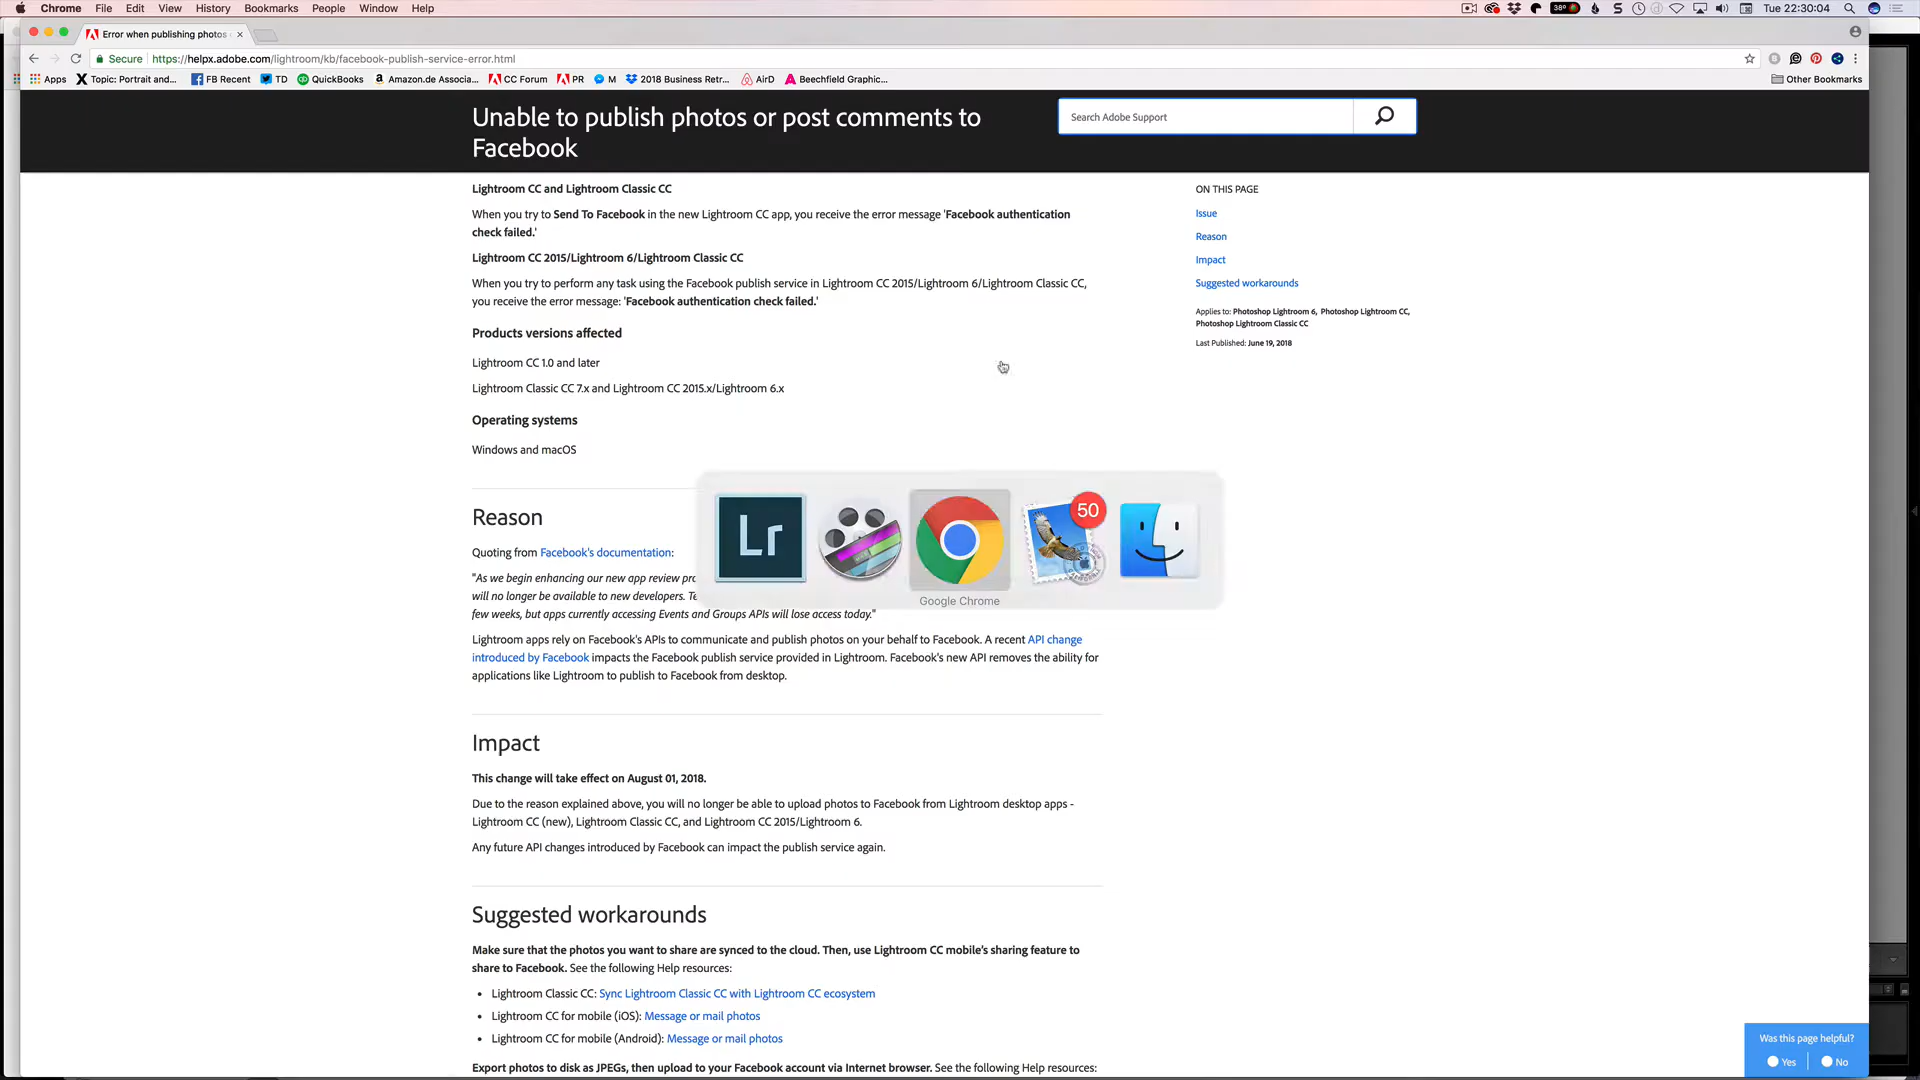 Chrome File Edit View History Bookmarks People Window Help
38° Tue 22:30:04
Error when publishing photos
Secure https://helpx.adobe.com/lightroom/kb/facebook-publish-service-error.html
Apps Topic: Portrait and... FB Recent TD QuickBooks Amazon.de Associa... CC Forum PR M 2018 Business Retr... AirD Beechfield Graphic... Other Bookmarks
Unable to publish photos or post comments to
Facebook
Search Adobe Support
Lightroom CC and Lightroom Classic CC
When you try to Send To Facebook in the new Lightroom CC app, you receive the error message 'Facebook authentication
check failed.'
Lightroom CC 2015/Lightroom 6/Lightroom Classic CC
When you try to perform any task using the Facebook publish service in Lightroom CC 2015/Lightroom 6/Lightroom Classic CC,
you receive the error message: 'Facebook authentication check failed.'
Products versions affected
Lightroom CC 1.0 and later
Lightroom Classic CC 7.x and Lightroom CC 2015.x/Lightroom 6.x
Operating systems
Windows and macOS
ON THIS PAGE
Issue
Reason
Impact
Suggested workarounds
Applies to: Photoshop Lightroom 6, Photoshop Lightroom CC,
Photoshop Lightroom Classic CC
Last Published: June 19, 2018
Lr
50
Google Chrome
Reason
Quoting from Facebook's documentation:
"As we begin enhancing our new app review
will no longer be available to new developers.
few weeks, but apps currently accessing Events and Groups APIs will lose access today."
Lightroom apps rely on Facebook's APIs to communicate and publish photos on your behalf to Facebook. A recent API change
introduced by Facebook impacts the Facebook publish service provided in Lightroom. Facebook's new API removes the ability for
applications like Lightroom to publish to Facebook from desktop.
Impact
This change will take effect on August 01, 2018.
Due to the reason explained above, you will no longer be able to upload photos to Facebook from Lightroom desktop apps -
Lightroom CC (new), Lightroom Classic CC, and Lightroom CC 2015/Lightroom 6.
Any future API changes introduced by Facebook can impact the publish service again.
Suggested workarounds
Make sure that the photos you want to share are synced to the cloud. Then, use Lightroom CC mobile's sharing feature to
share to Facebook. See the following Help resources:
• Lightroom Classic CC: Sync Lightroom Classic CC with Lightroom CC ecosystem
• Lightroom CC for mobile (iOS): Message or mail photos
• Lightroom CC for mobile (Android): Message or mail photos
Export photos to disk as JPEGs, then upload to your Facebook account via Internet browser. See the following Help resources:
Was this page helpful?
Yes No